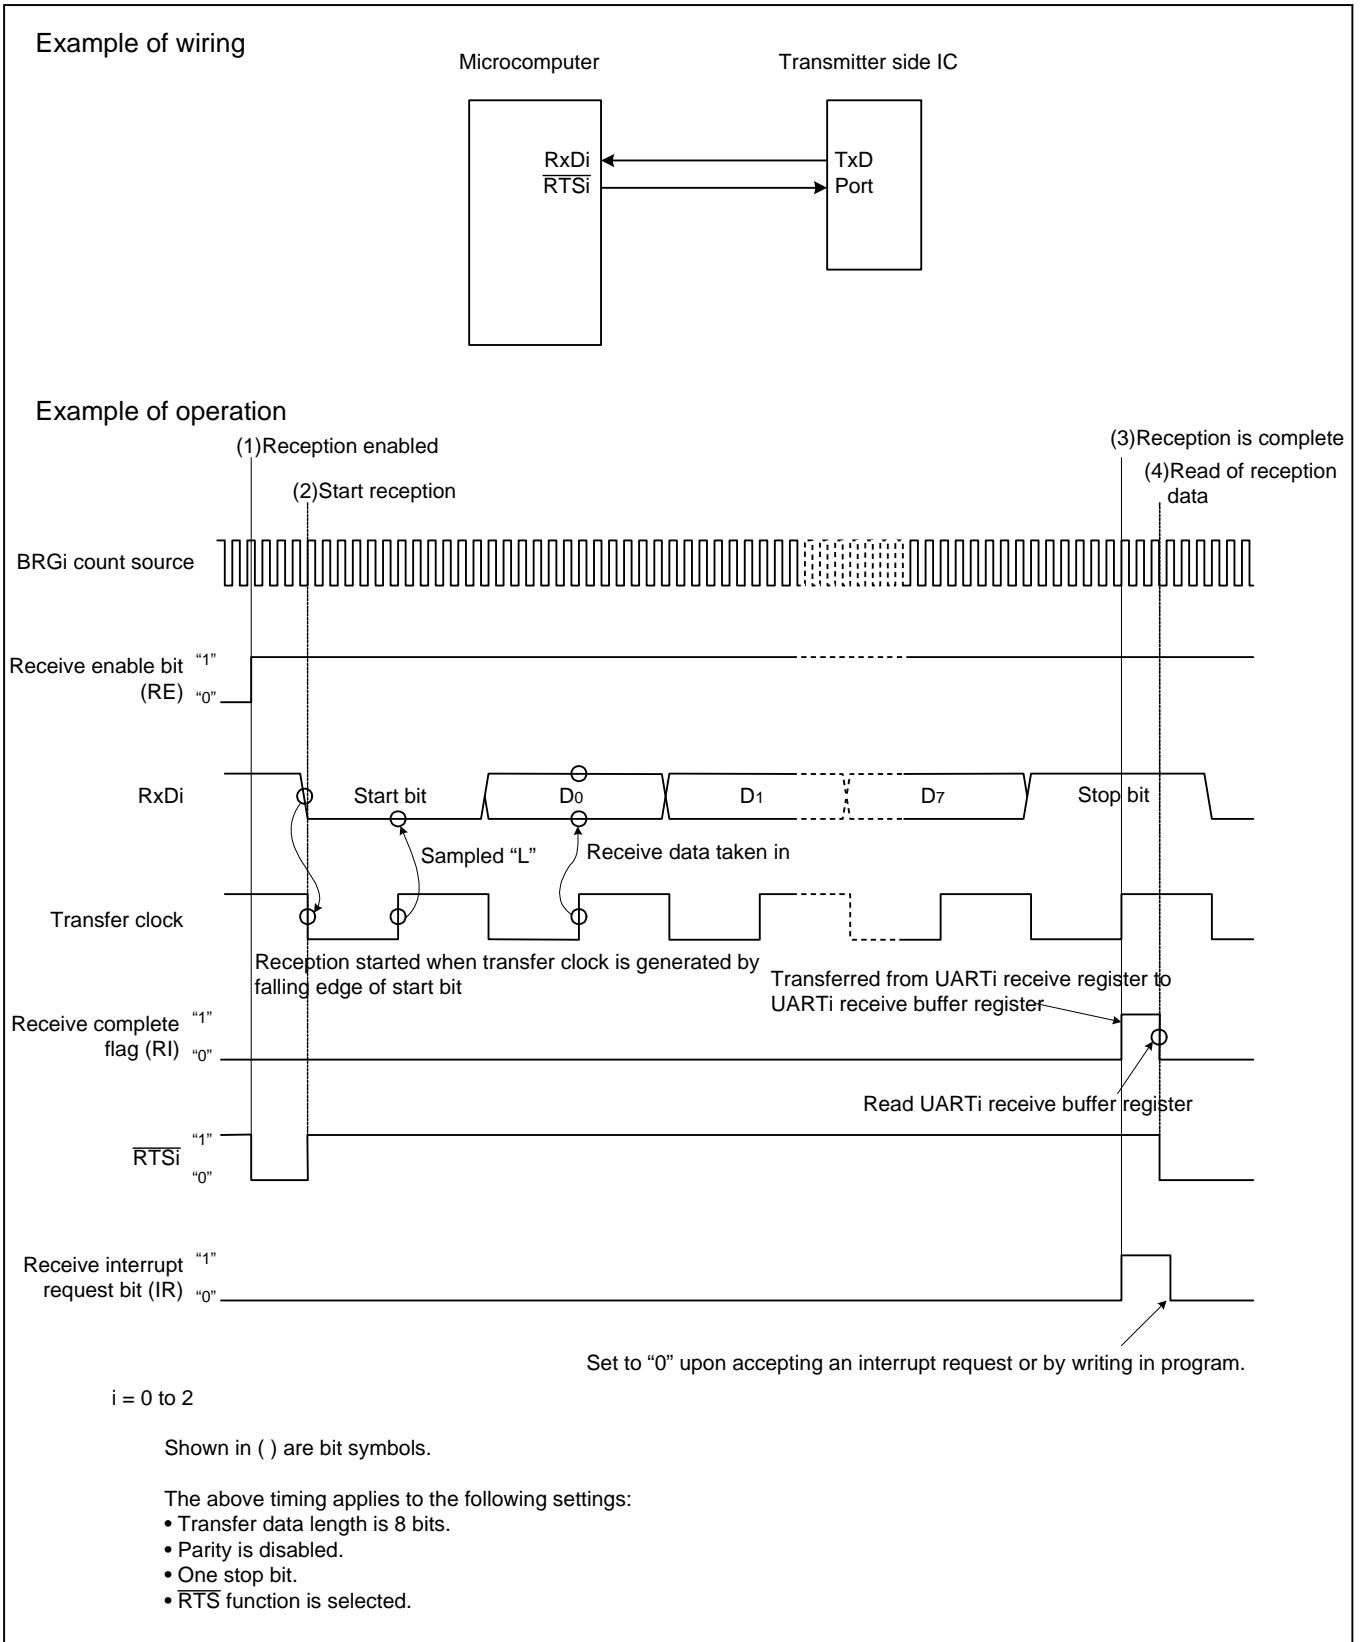 Example of wiring
Microcomputer
Transmitter side IC
RxDi
TxD
RTSi
Port
Example of operation
(1)Reception enabled
(3)Reception is complete
(2)Start reception
(4)Read of reception
data
BRGi count source
Receive enable bit
(RE)
“1”
“0”
RxDi
Start bit
D0
D1
D7
Stop bit
Sampled “L”
Receive data taken in
Transfer clock
Reception started when transfer clock is generated by
falling edge of start bit
Transferred from UARTi receive register to
UARTi receive buffer register
Receive complete
flag (RI)
“1”
“0”
Read UARTi receive buffer register
RTSi
“1”
“0”
Receive interrupt
request bit (IR)
“1”
“0”
Set to “0” upon accepting an interrupt request or by writing in program.
i = 0 to 2
Shown in ( ) are bit symbols.
The above timing applies to the following settings:
• Transfer data length is 8 bits.
• Parity is disabled.
• One stop bit.
• RTS function is selected.